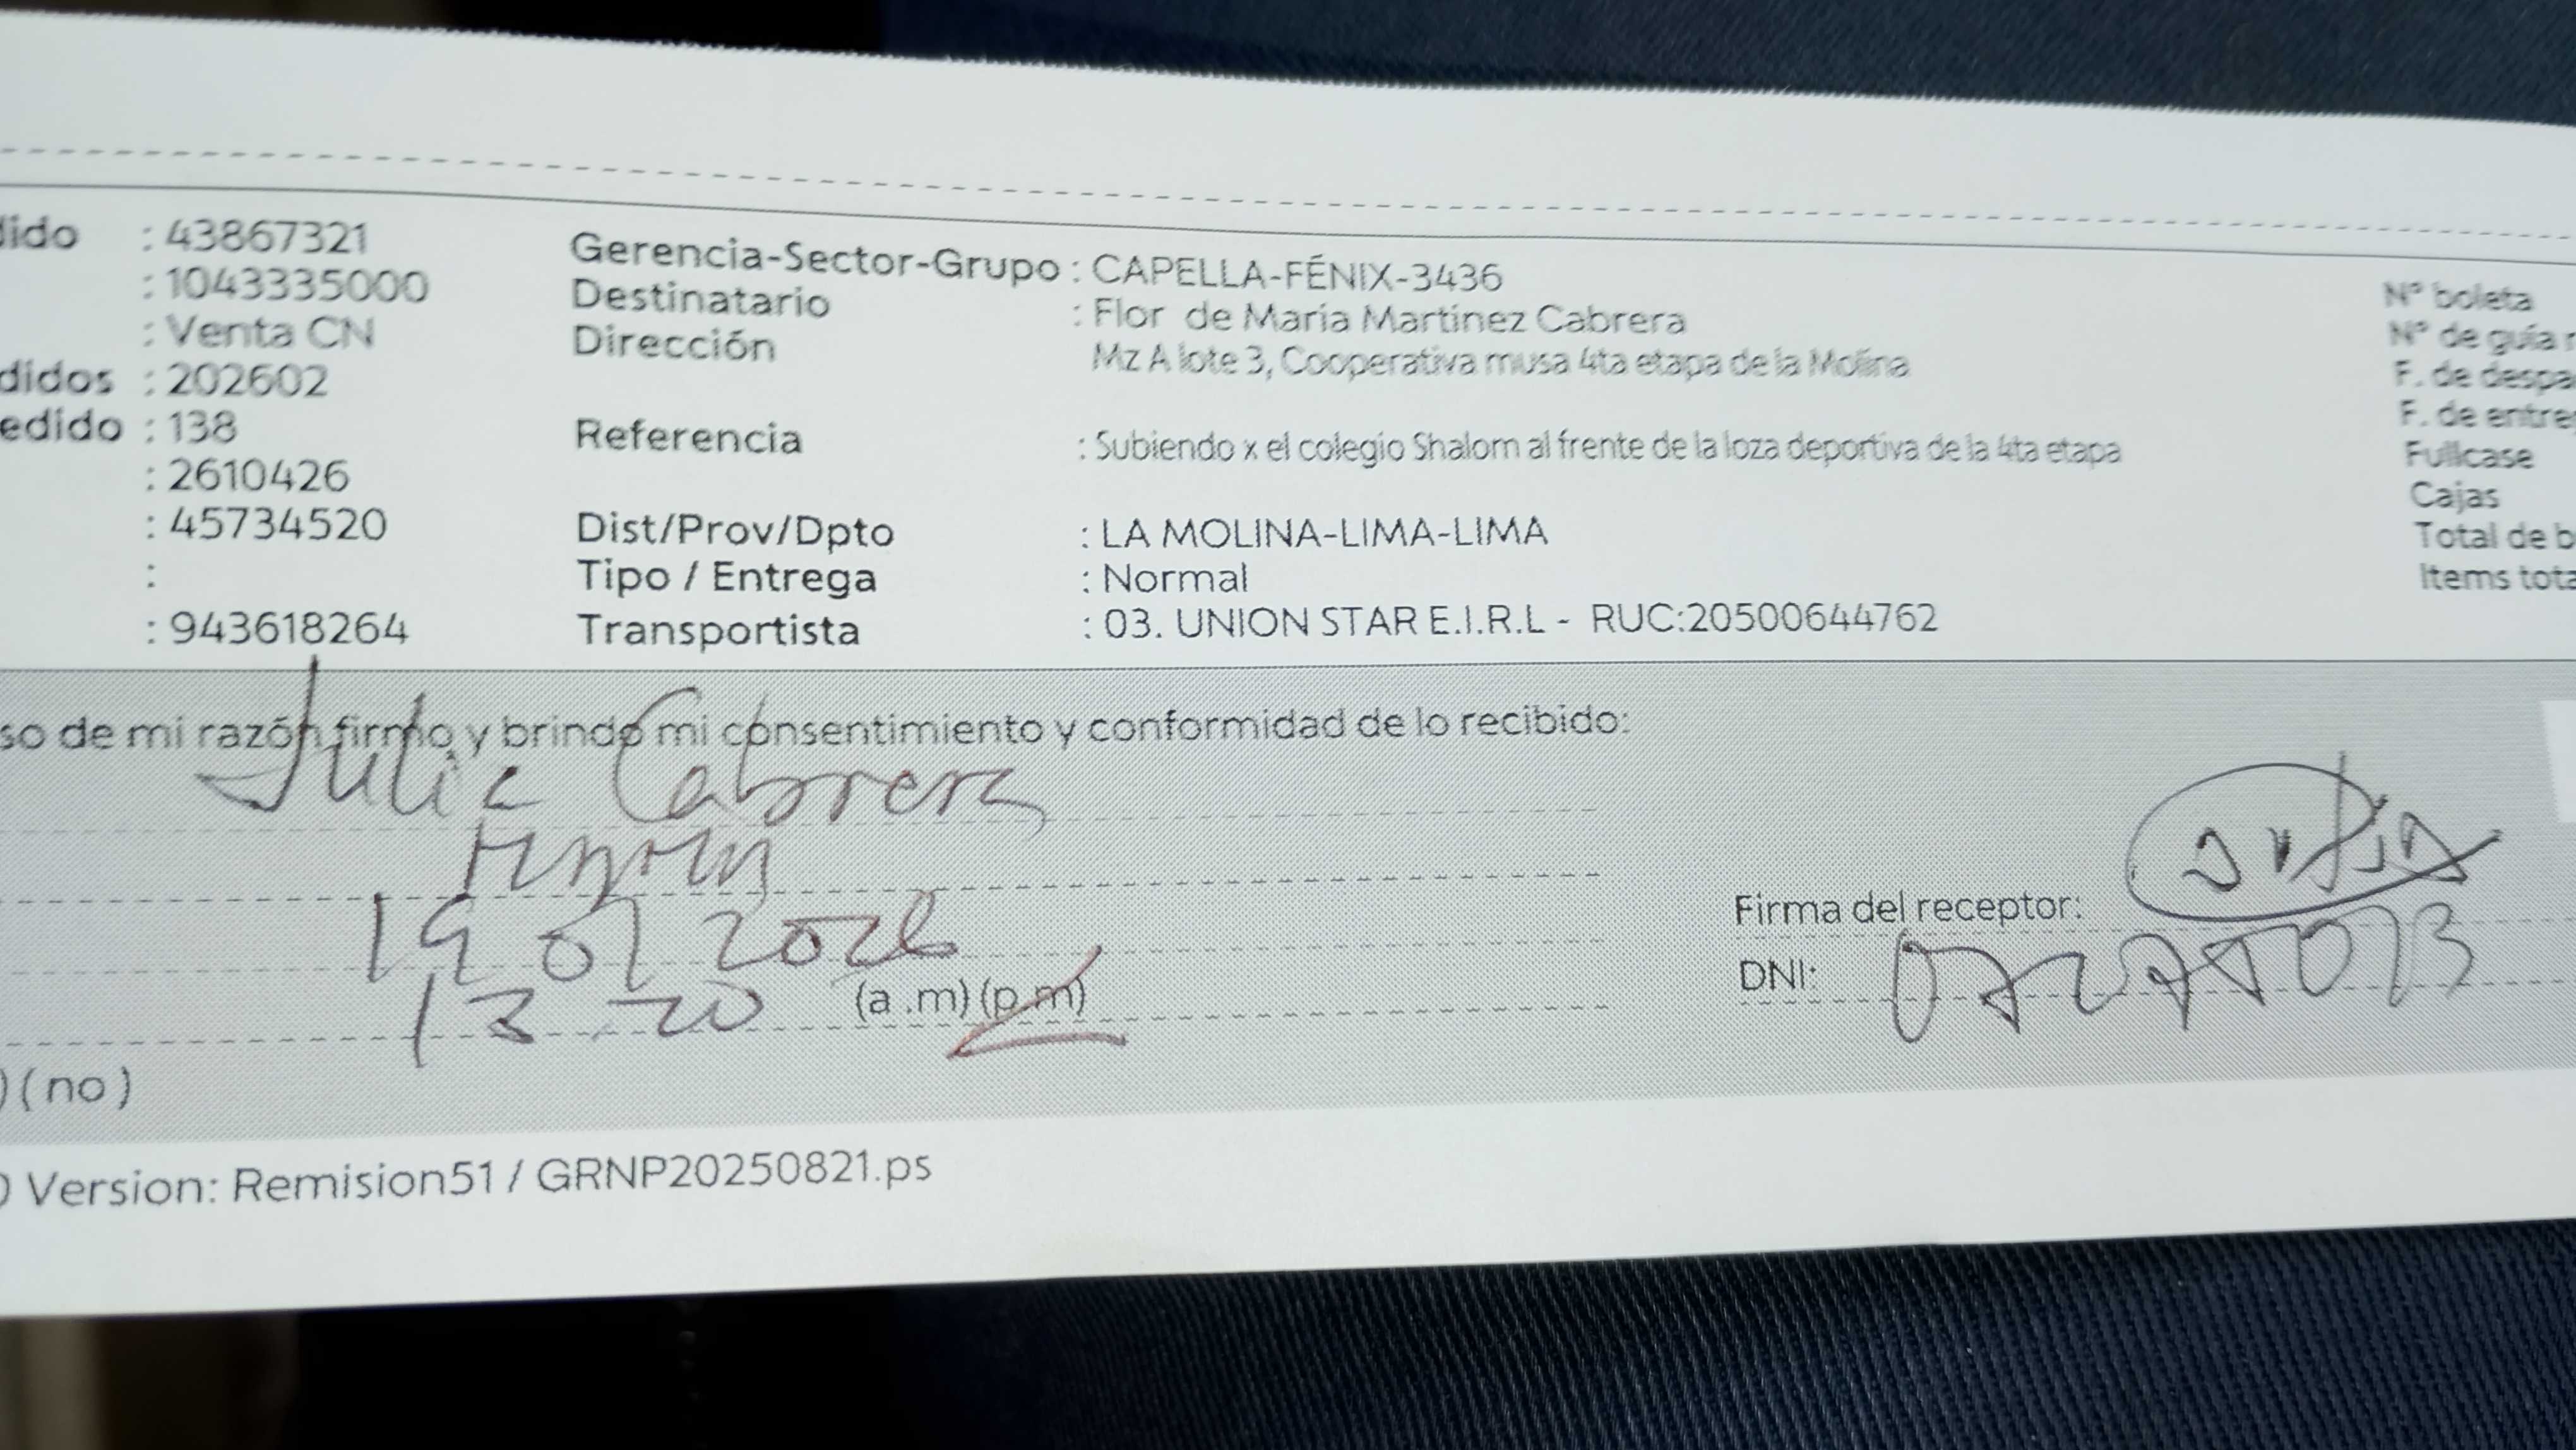 dido : 43867321
: 1043335000
: Venta CN
didos : 202602
edido : 138
: 2610426
: 45734520
:
: 943618264
Gerencia-Sector-Grupo : CAPELLA-FÉNIX-3436
Destinatario : Flor de María Martínez Cabrera
Dirección Mz A lote 3, Cooperativa musa 4ta etapa de la Molina
Referencia : Subiendo x el colegio Shalom al frente de la loza deportiva de la 4ta etapa
Dist/Prov/Dpto : LA MOLINA-LIMA-LIMA
Tipo / Entrega : Normal
Transportista : 03. UNION STAR E.I.R.L - RUC:20500644762
N° boleta
N° de guía r
F. de despa
F. de entre
Fullcase
Cajas
Total de b
Items tota
so de mi razón firmo y brindo mi consentimiento y conformidad de lo recibido:
Julia Cabrera
19 01 2026
13 20 (a .m) (p.m)
Firma del receptor: Julia
DNI:
) (no)
) Version: Remision51 / GRNP20250821.ps